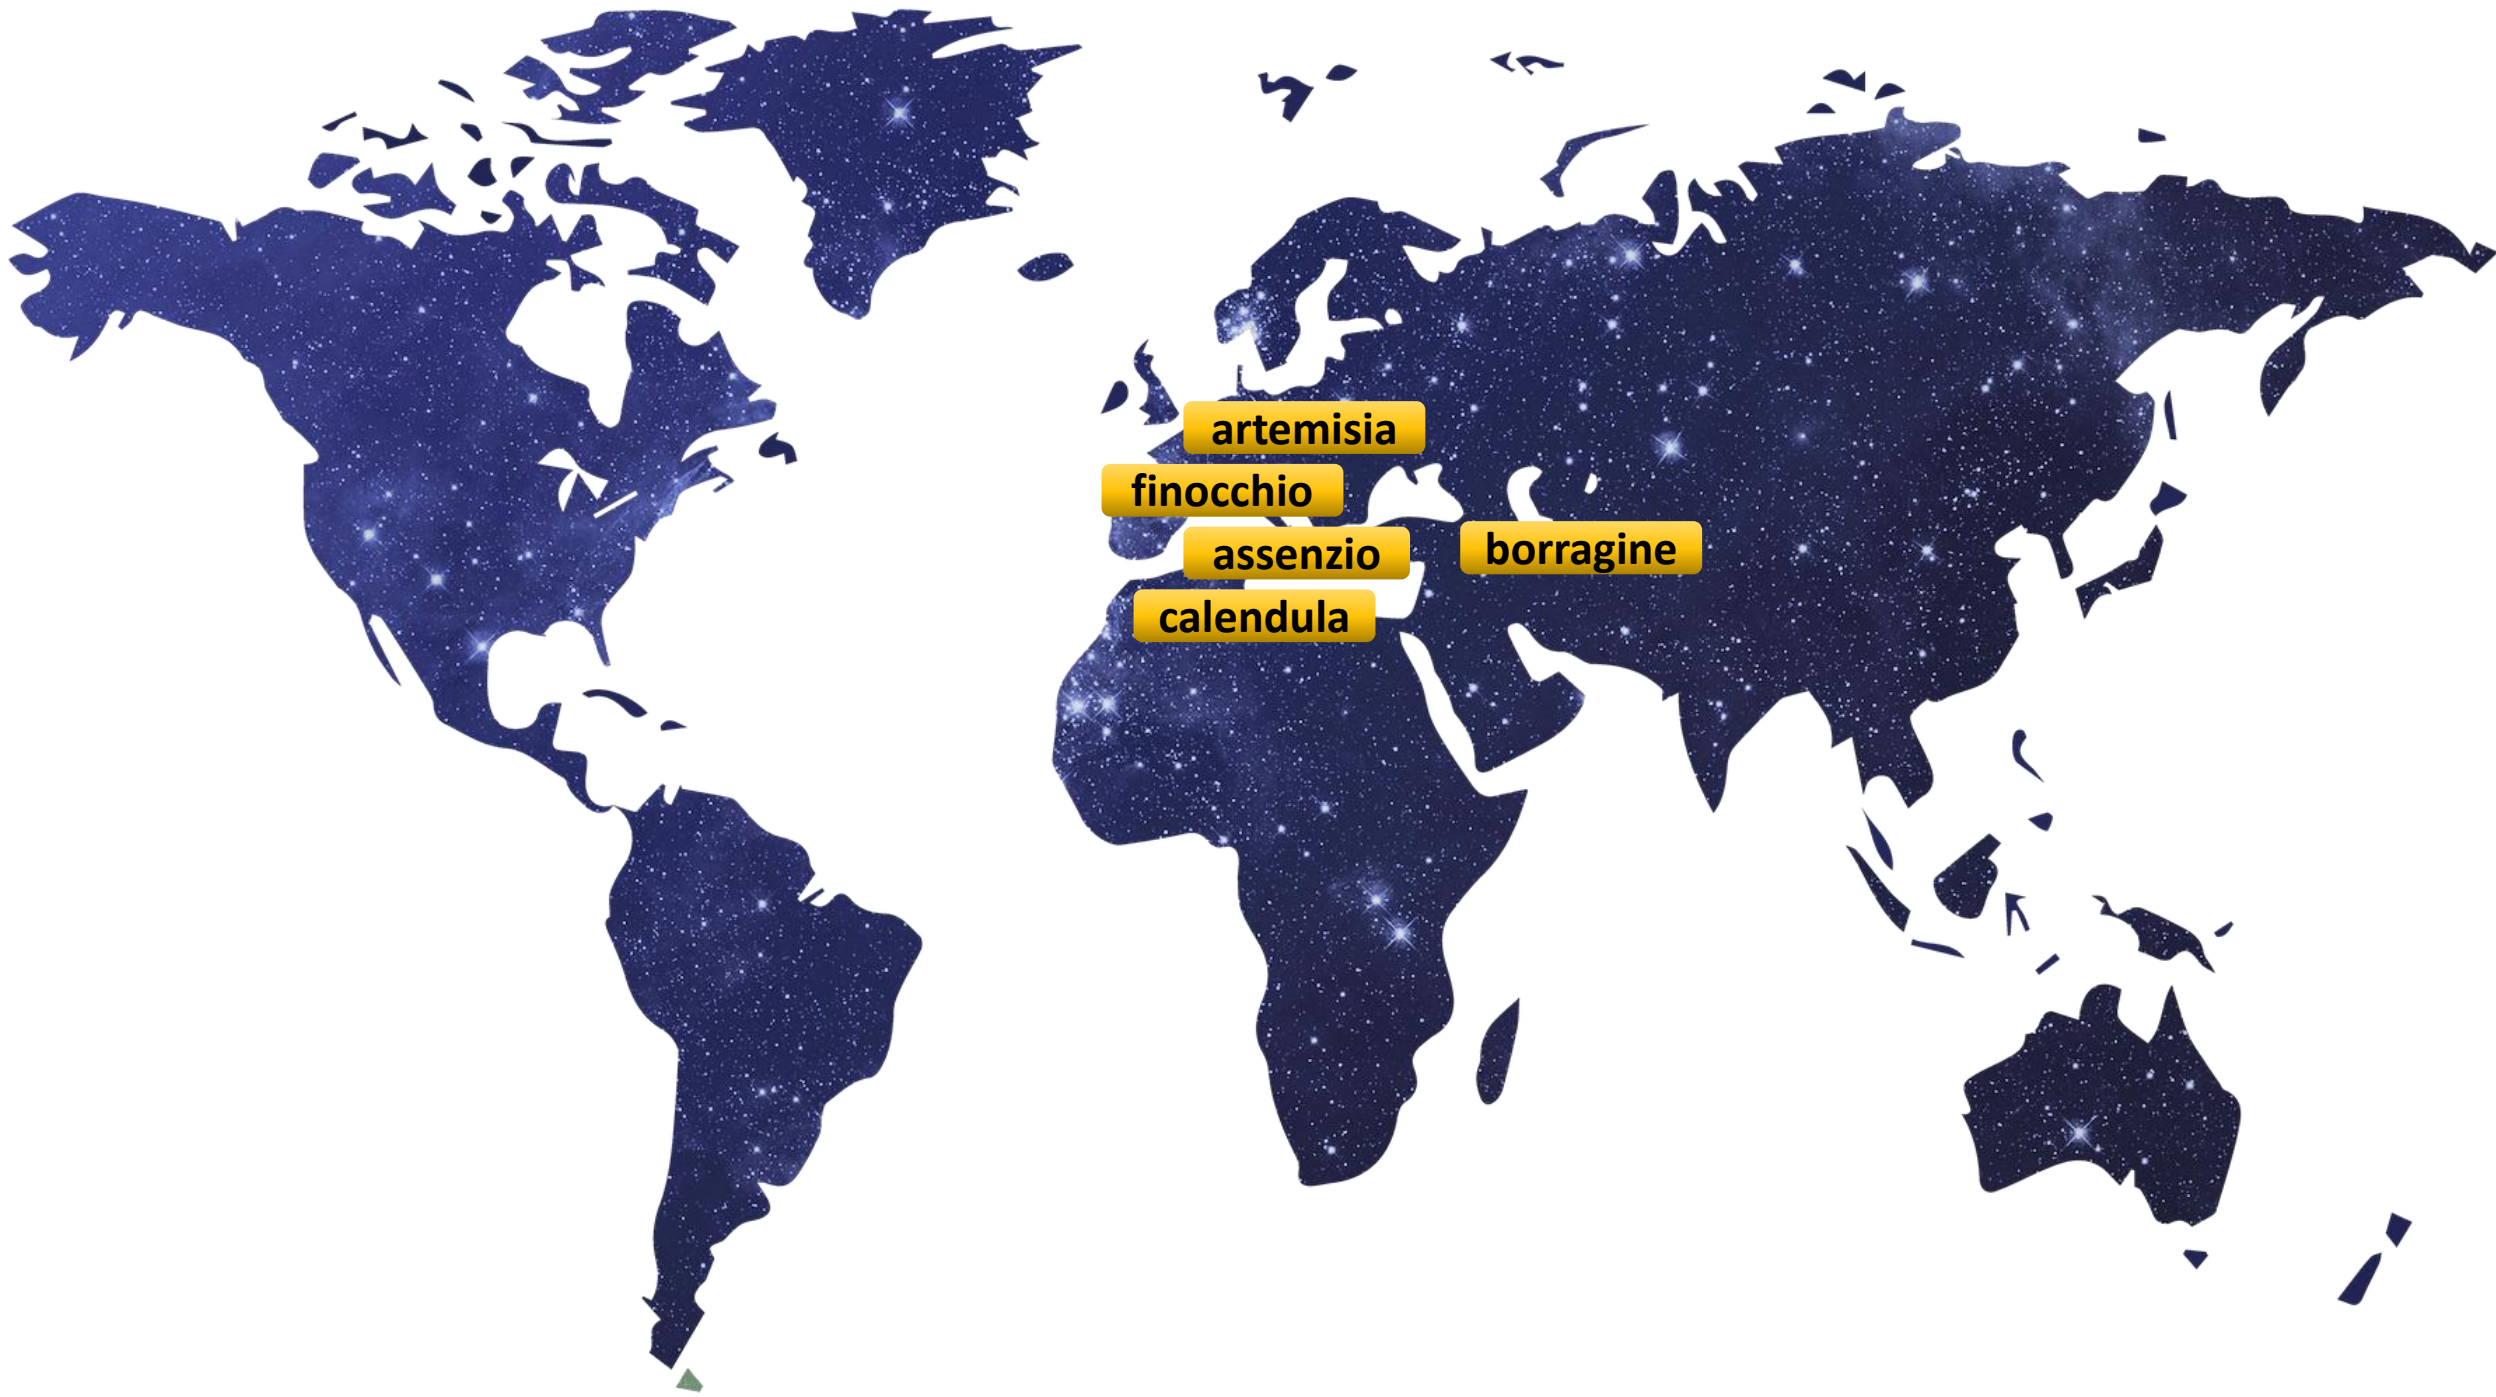 artemisia
finocchio
assenzio
borragine
calendula